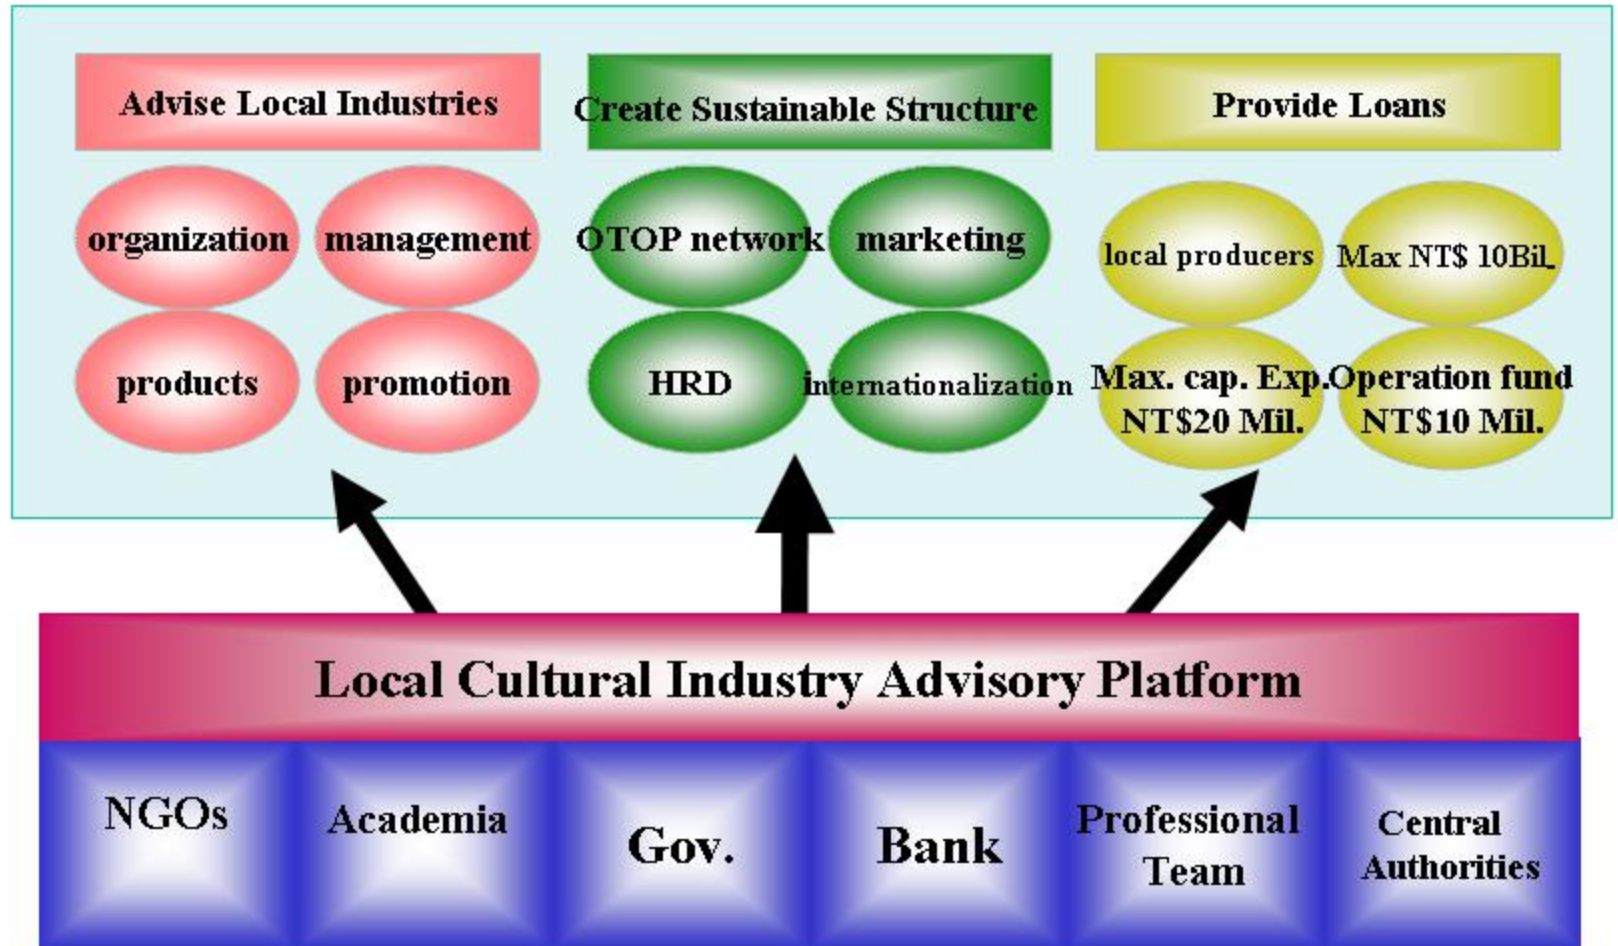 Advise Local Industries
Create Sustainable Structure
Provide Loans
organization
management
OTOP network
marketing
local producers
Max NT$ 10Bil.
products
promotion
HRD
internationalization
Max. cap. Exp.
NT$20 Mil.
Operation fund
NT$10 Mil.
Local Cultural Industry Advisory Platform
NGOs
Academia
Gov.
Bank
Professional
Team
Central
Authorities